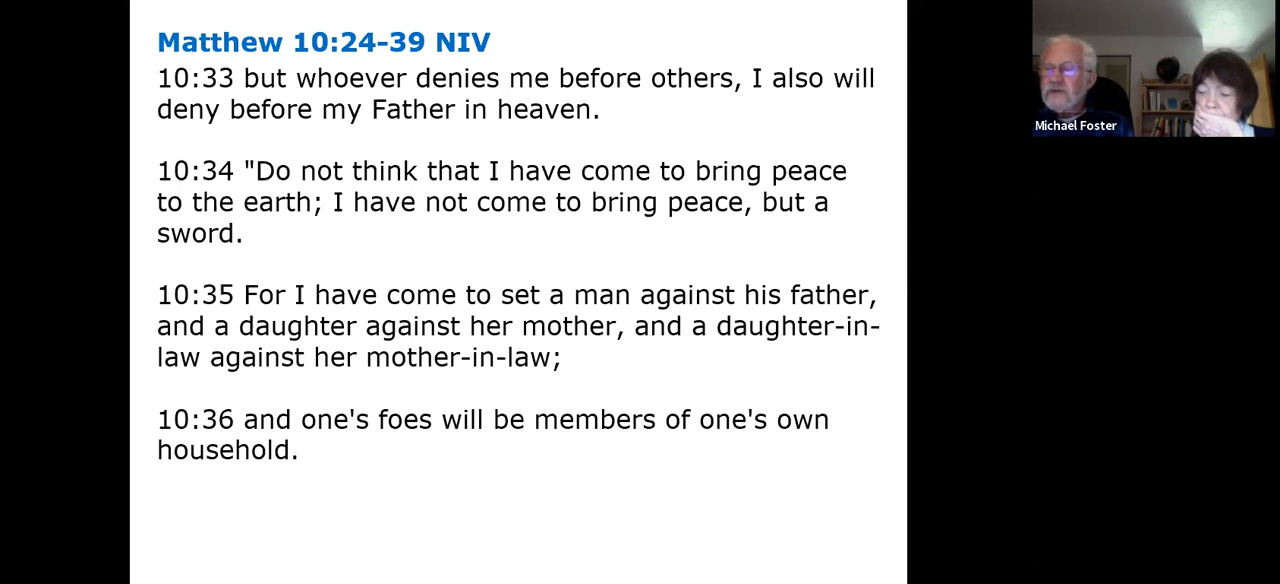 Matthew 10:24-39 NIV
10:33 but whoever denies me before others, I also will
deny before my Father in heaven.
10:34 "Do not think that I have come to bring peace
to the earth; I have not come to bring peace, but a
sword.
10:35 For I have come to set a man against his father,
and a daughter against her mother, and a daughter-in-
law against her mother-in-law;
10:36 and one's foes will be members of one's own
household.
Michael Foster